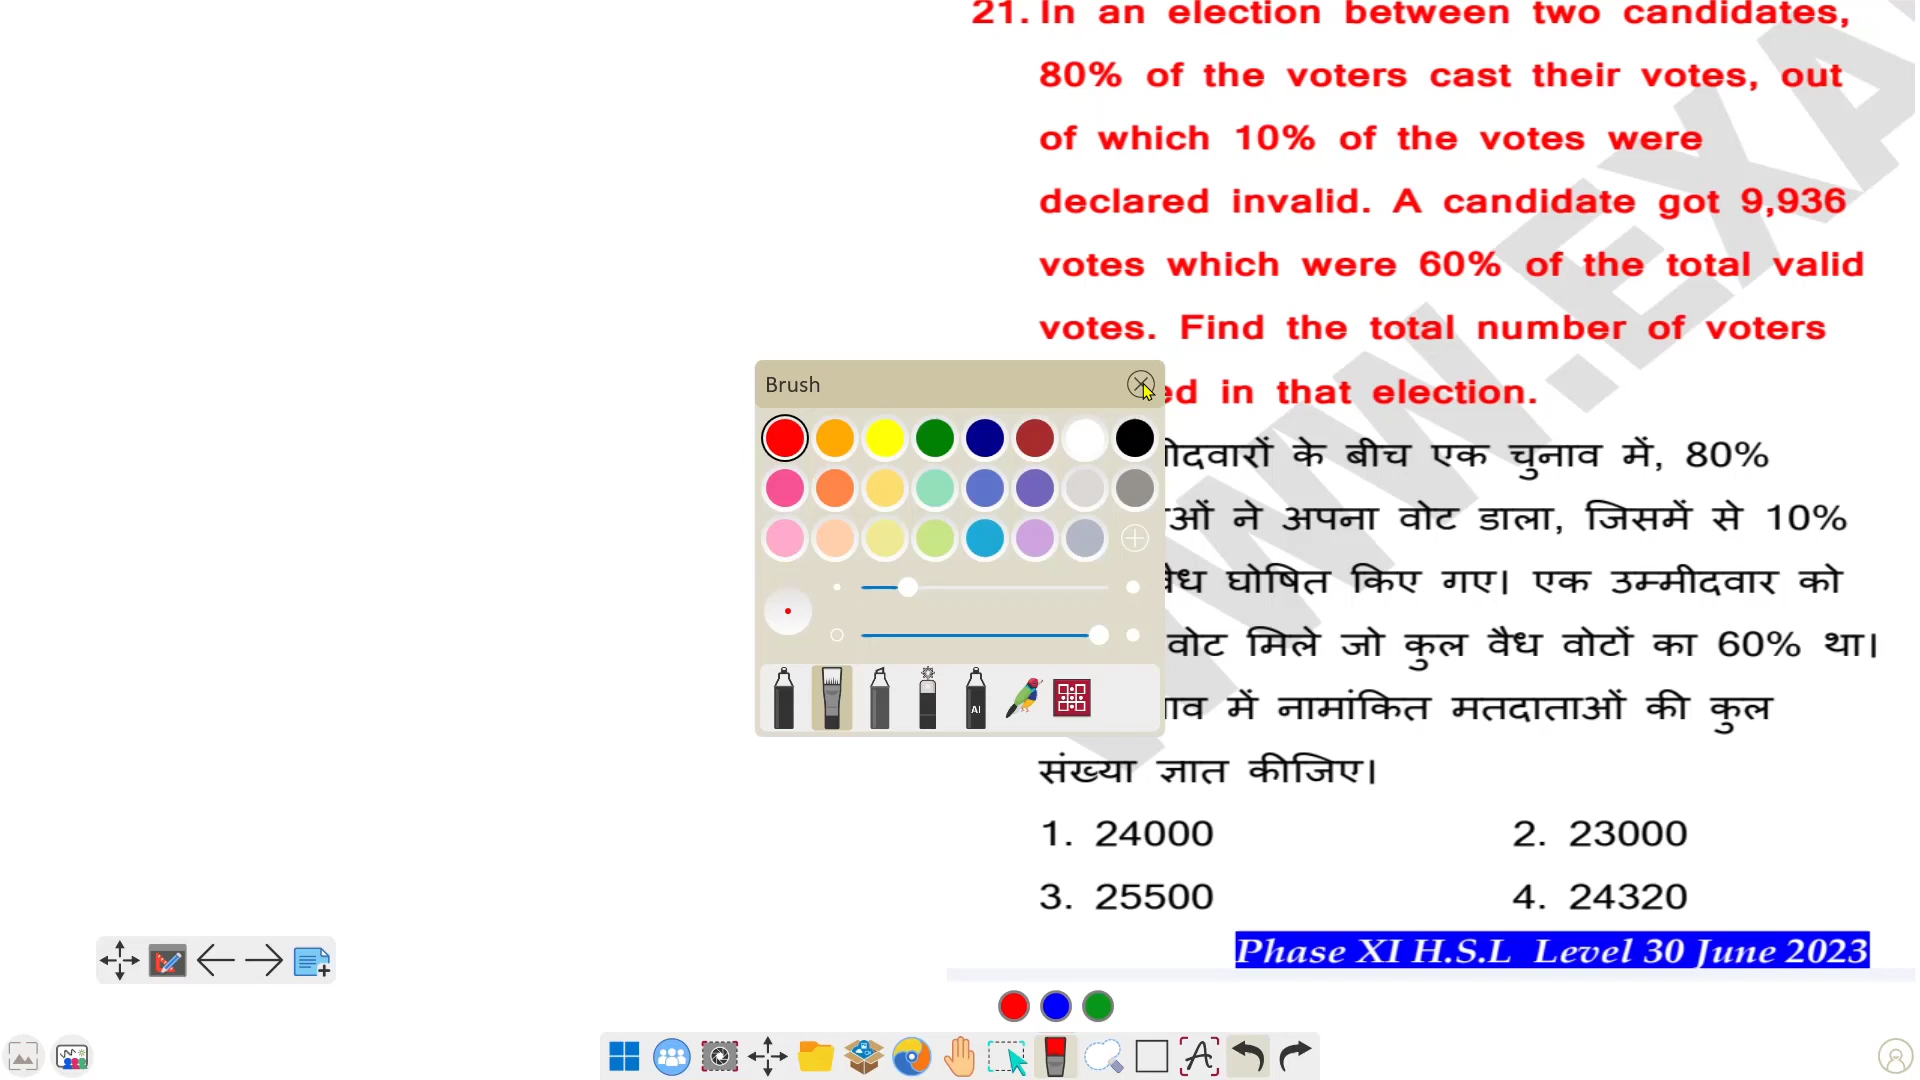 21. In an election between two candidates,
80% of the voters cast their votes, out
of which 10% of the votes were
declared invalid. A candidate got 9,936
votes which were 60% of the total valid
votes. Find the total number of voters
Brush
in that election.
के बीच एक चुनाव में, 80%
ने अपना वोट डाला, जिसमें से 10%
घोषित किए गए। एक उम्मीदवार को
वोट मिले जो कुल वैध वोटों का 60% था।
में नामांकित मतदाताओं की कुल
AI
संख्या ज्ञात कीजिए।
1. 24000 2. 23000
3. 25500 4. 24320
Phase XI H.S.L Level 30 June 2023